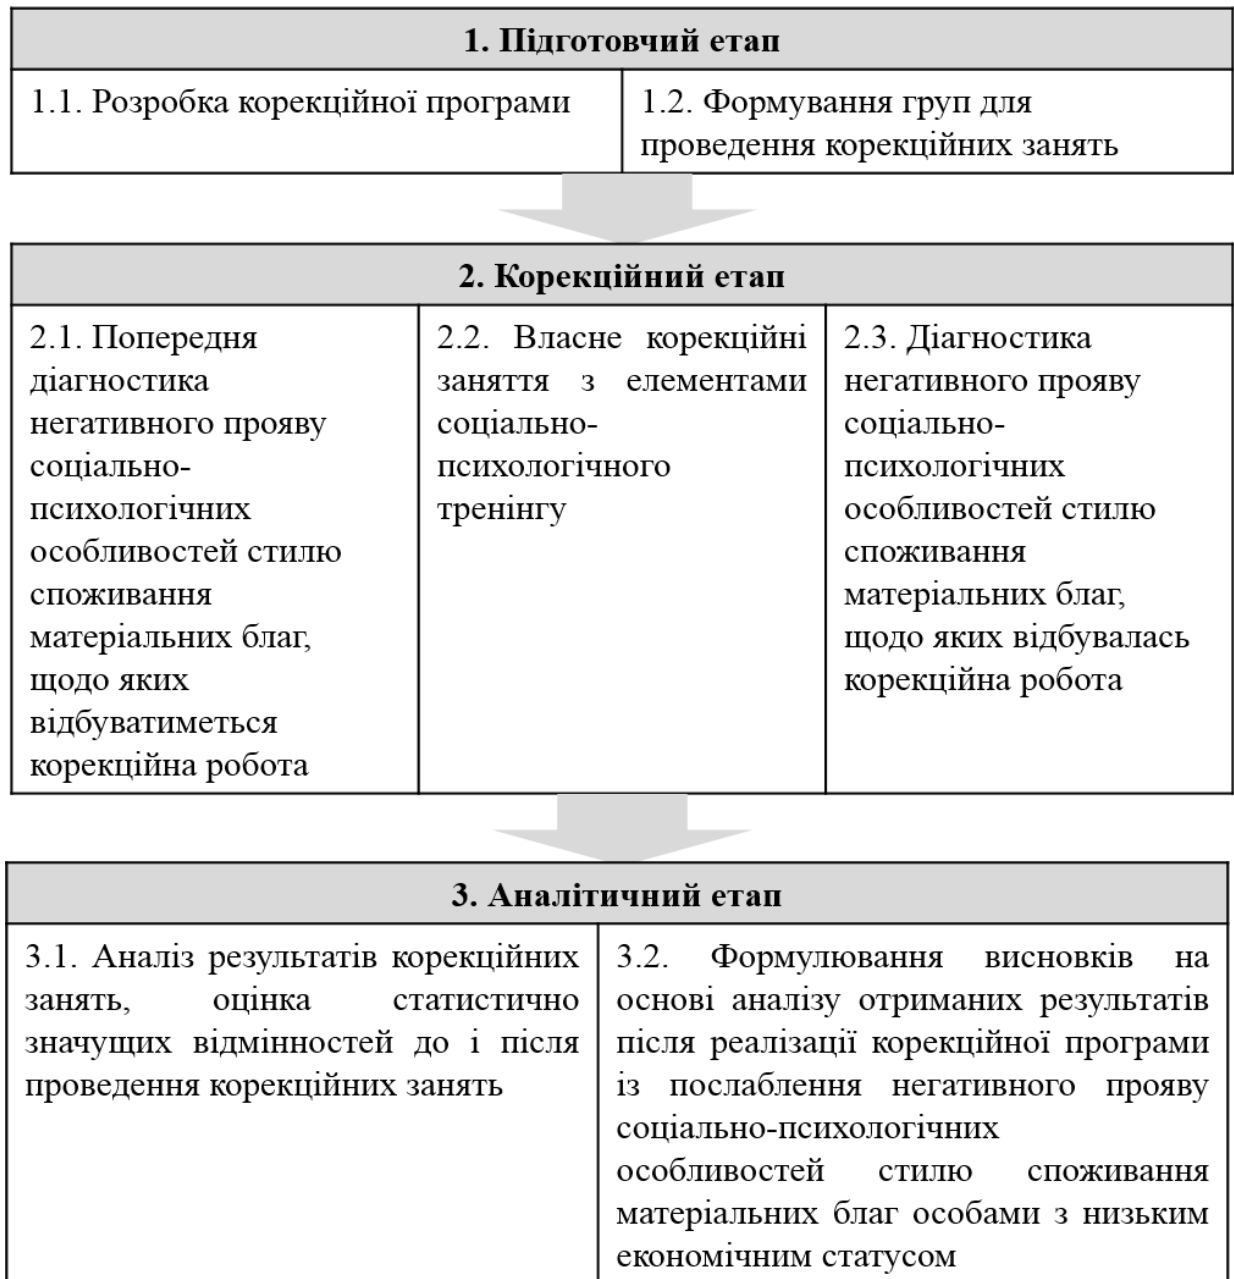 1. Підготовчий етап
1.1. Розробка корекційної програми
1.2. Формування груп для
проведення корекційних занять
2. Корекційний етап
2.1. Попередня
діагностика
негативного прояву
соціально-
психологічних
особливостей стилю
споживання
матеріальних благ,
щодо яких
відбуватиметься
корекційна робота
2.2. Власне корекційні
заняття з елементами
соціально-
психологічного
тренінгу
2.3. Діагностика
негативного прояву
соціально-
психологічних
особливостей стилю
споживання
матеріальних благ,
щодо яких відбувалась
корекційна робота
3. Аналітичний етап
3.1. Аналіз результатів корекційних
занять, оцінка статистично
значущих відмінностей до і після
проведення корекційних занять
3.2. Формулювання висновків на
основі аналізу отриманих результатів
після реалізації корекційної програми
із послаблення негативного прояву
соціально-психологічних
особливостей стилю споживання
матеріальних благ особами з низьким
економічним статусом